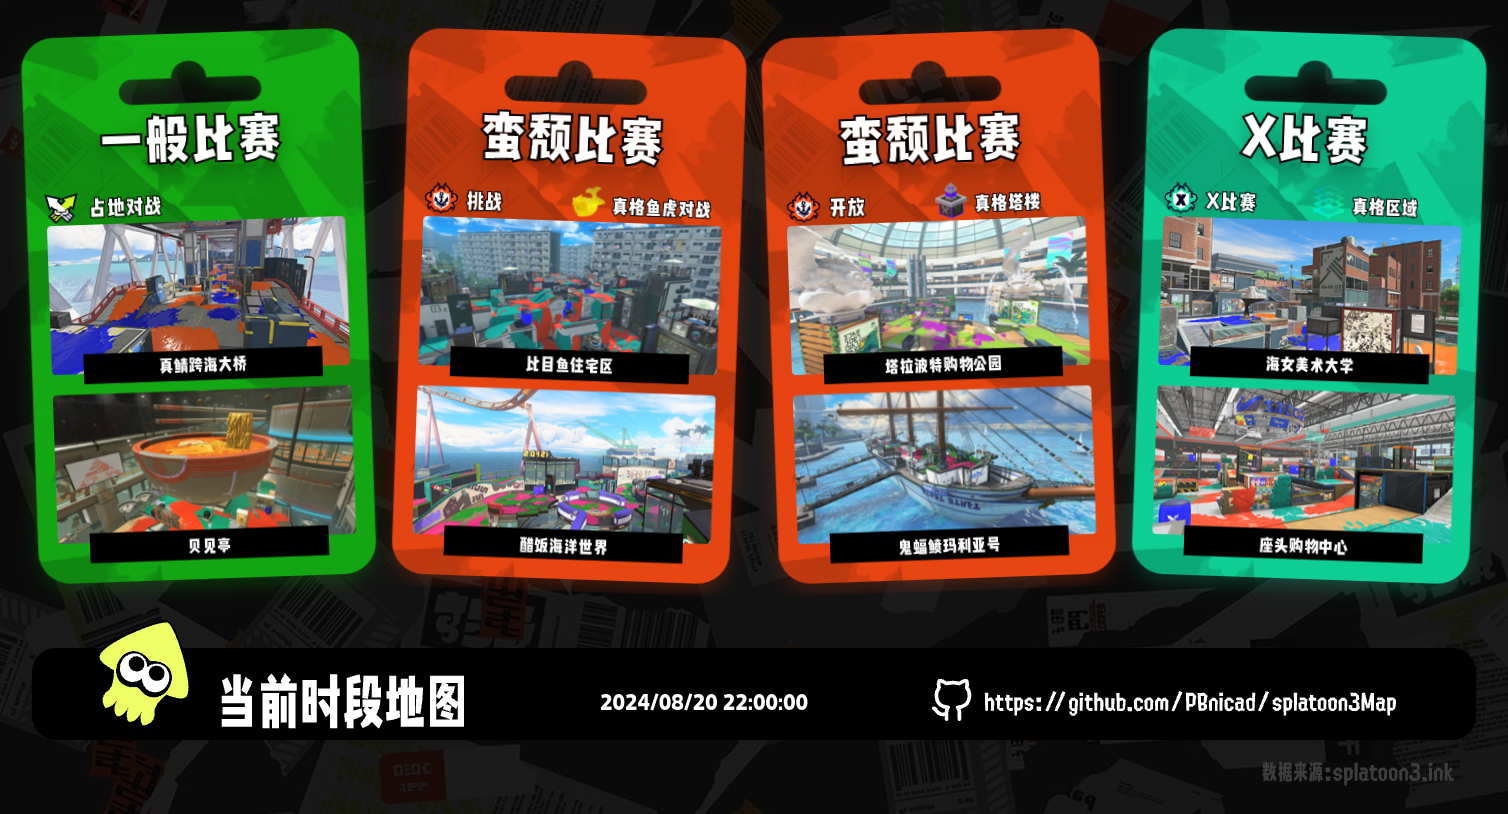 一般比赛
占地对战
真鲷跨海大桥
贝见亭
蛮颓比赛
挑战
真格鱼虎对战
比目鱼住宅区
醋饭海洋世界
蛮颓比赛
开放
真格塔楼
塔拉波特购物公园
鬼蝠鲼玛利亚号
X比赛
X比赛
真格区域
海女美术大学
座头购物中心
当前时段地图
2024/08/20 22:00:00
https://github.com/PBnicad/splatoon3Map
数据来源:splatoon3.ink